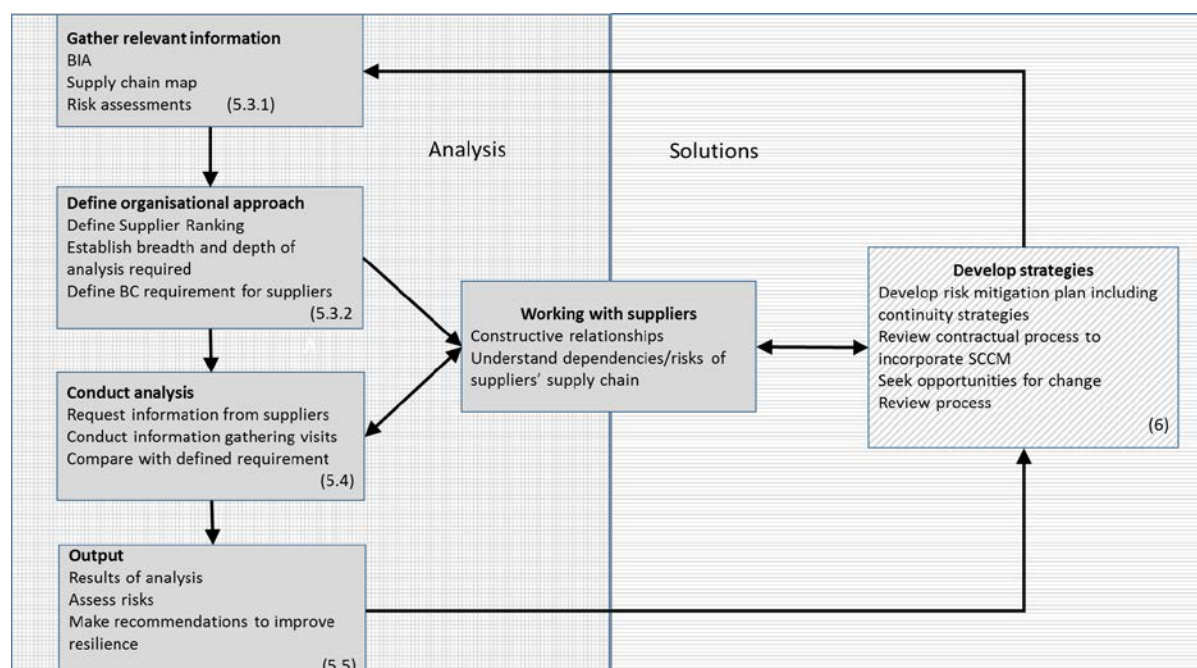 Gather relevant information
BIA
Supply chain map
Risk assessments (5.3.1)
Analysis
Solutions
Define organisational approach
Define Supplier Ranking
Establish breadth and depth of
analysis required
Define BC requirement for suppliers
(5.3.2
Working with suppliers
Constructive relationships
Understand dependencies/risks of
suppliers' supply chain
Develop strategies
Develop risk mitigation plan including
continuity strategies
Review contractual process to
incorporate SCCM
Seek opportunities for change
Review process
(6)
Conduct analysis
Request information from suppliers
Conduct information gathering visits
Compare with defined requirement
(5.4)
Output
Results of analysis
Assess risks
Make recommendations to improve
resilience
(5.5)